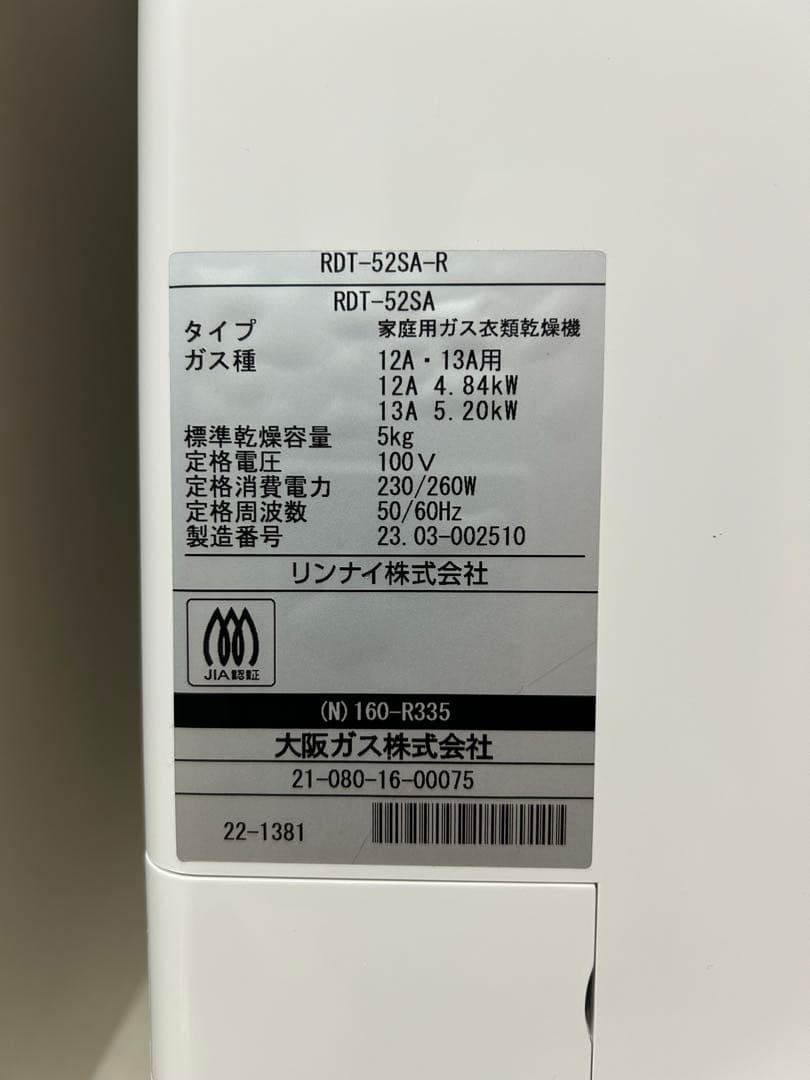 RDT-52SA-R
RDT-52SA
タイプ 家庭用ガス衣類乾燥機
ガス種 12A・13A用
12A 4.84kW
13A 5.20kW
標準乾燥容量 5kg
定格電圧 100V
定格消費電力 230/260W
定格周波数 50/60Hz
製造番号 23.03-002510
リンナイ株式会社
JIA認証
(N)160-R335
大阪ガス株式会社
21-080-16-00075
22-1381